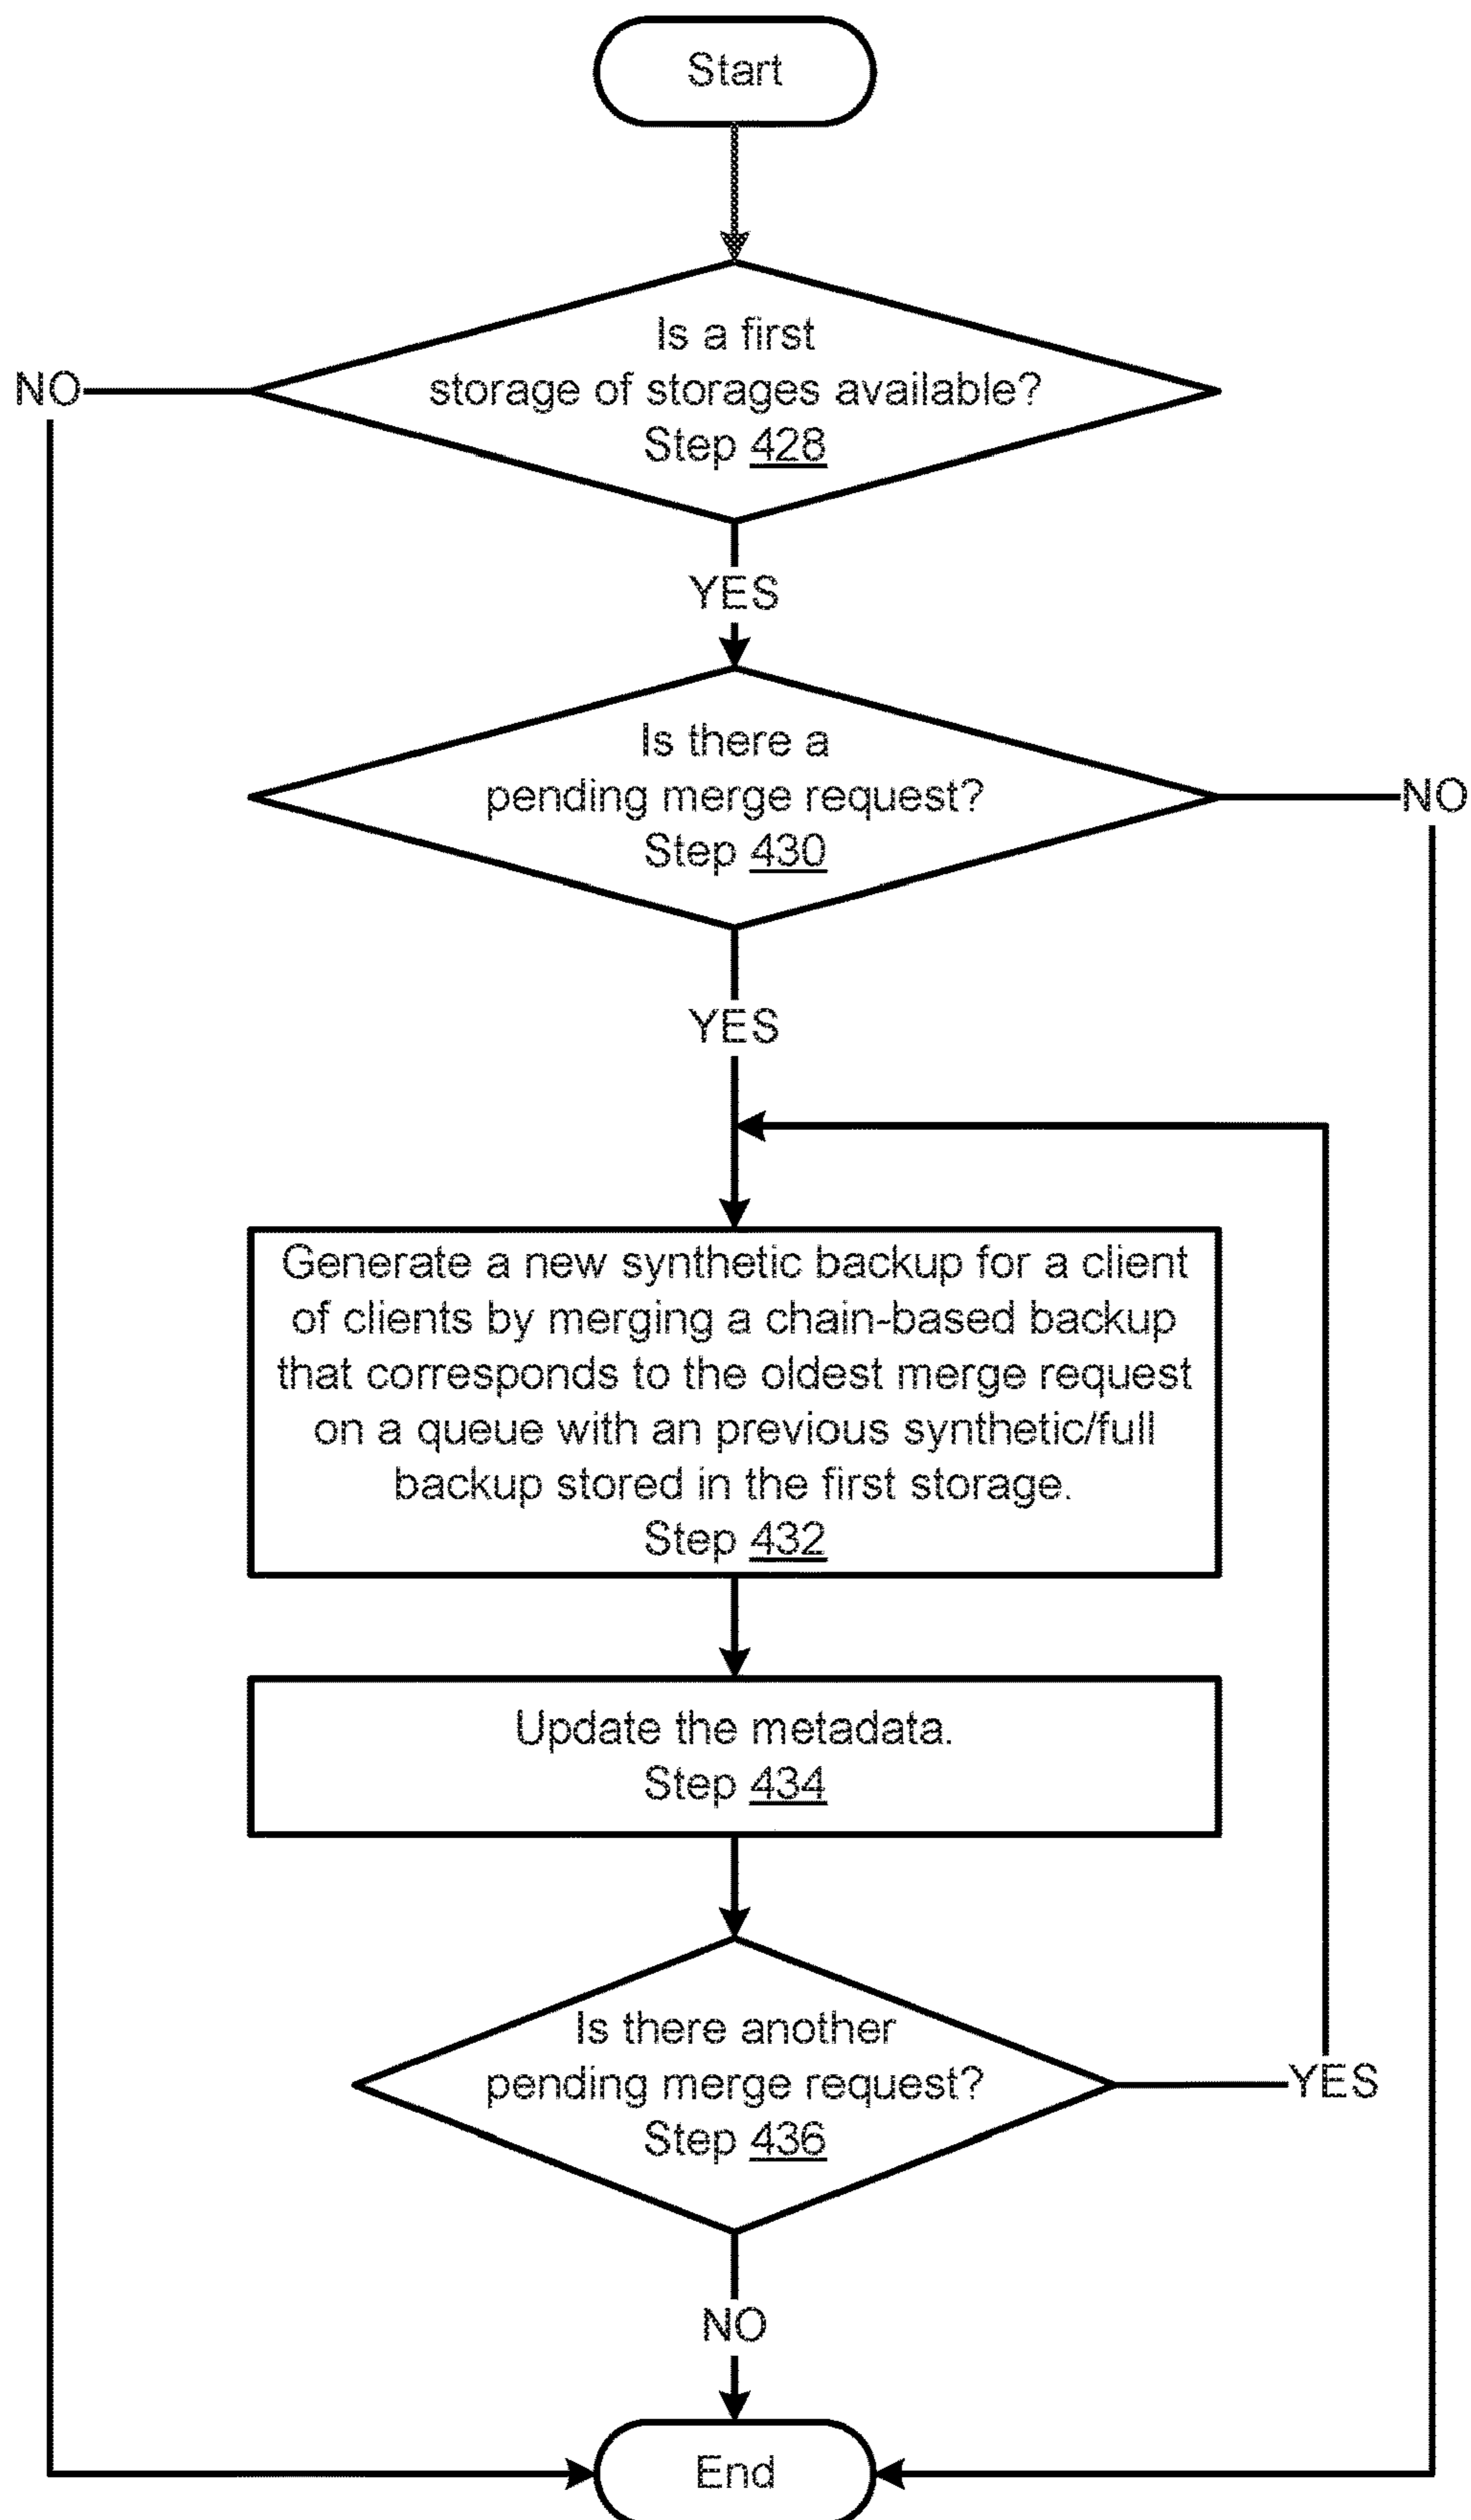 Start
Is a first
storage of storages available?
Step 428
NO
YES
Is there a
pending merge request?
Step 430
NO
YES
Generate a new synthetic backup for a client
of clients by merging a chain-based backup
that corresponds to the oldest merge request
on a queue with an previous synthetic/full
backup stored in the first storage.
Step 432
Update the metadata.
Step 434
Is there another
pending merge request?
Step 436
YES
NO
End